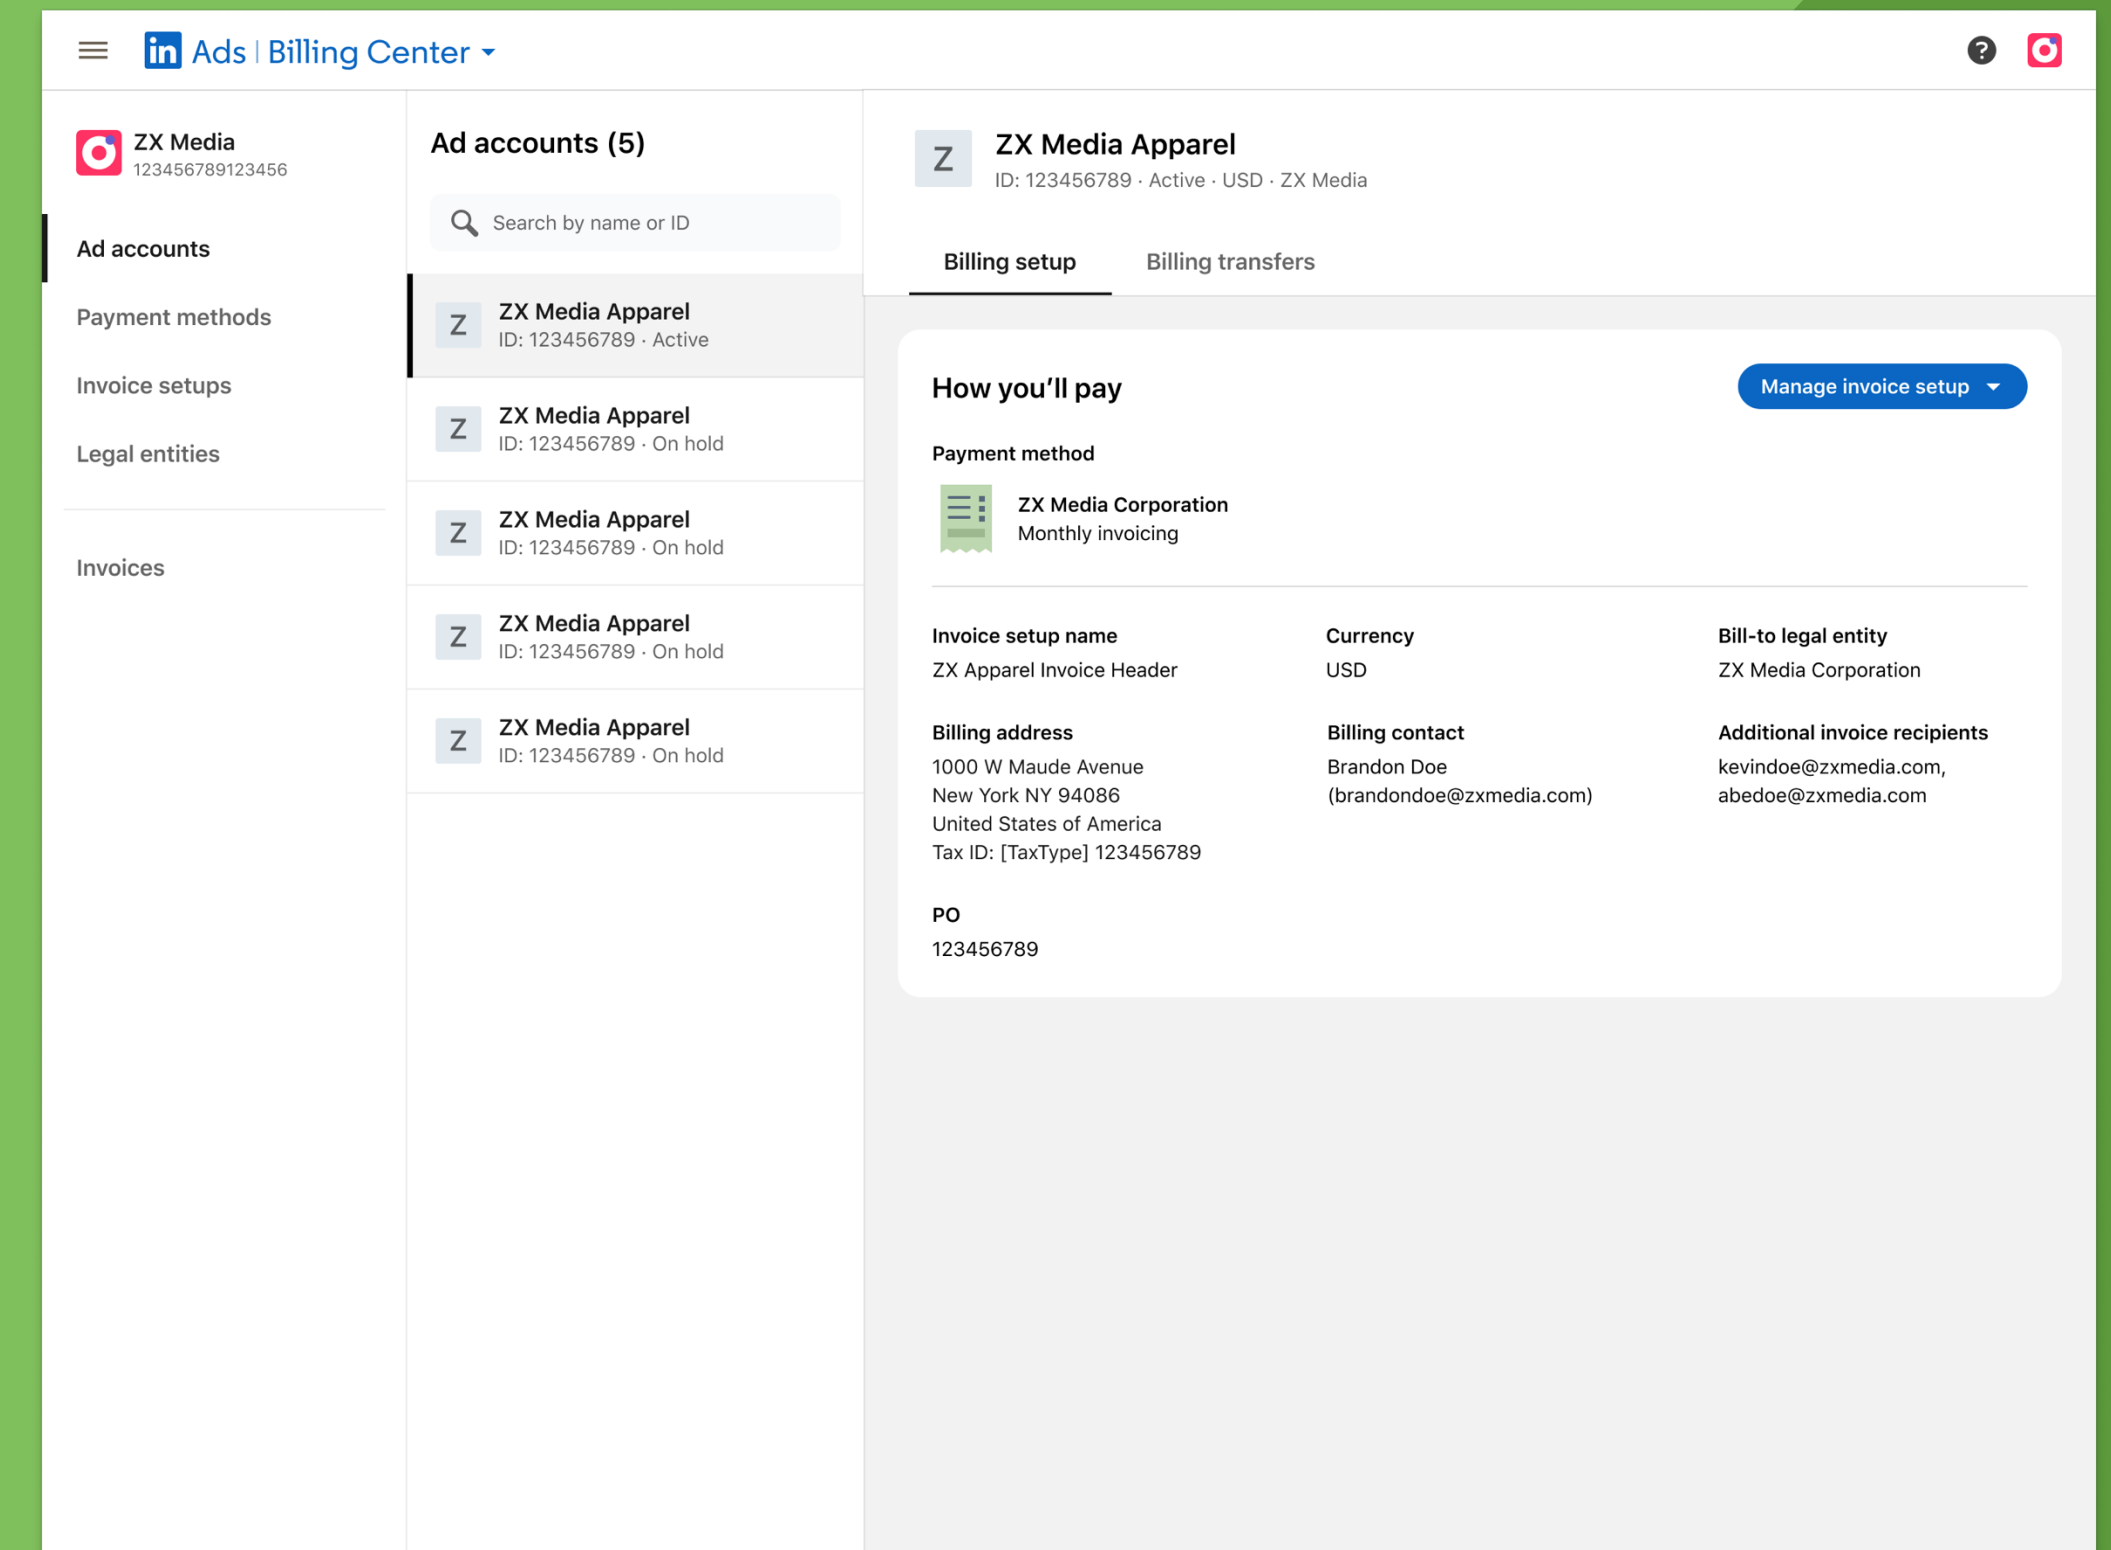 in Ads | Billing Center
?
ZX Media
123456789123456
Ad accounts
Payment methods
Invoice setups
Legal entities
Invoices
Ad accounts (5)
Search by name or ID
Z
ZX Media Apparel
ID: 123456789 · Active
Z
ZX Media Apparel
ID: 123456789 · On hold
Z
ZX Media Apparel
ID: 123456789 · On hold
Z
ZX Media Apparel
ID: 123456789 · On hold
Z
ZX Media Apparel
ID: 123456789 · On hold
Z
ZX Media Apparel
ID: 123456789 · Active · USD · ZX Media
Billing setup
Billing transfers
How you’ll pay
Manage invoice setup
Payment method
ZX Media Corporation
Monthly invoicing
Invoice setup name
ZX Apparel Invoice Header
Currency
USD
Bill-to legal entity
ZX Media Corporation
Billing address
1000 W Maude Avenue
New York NY 94086
United States of America
Tax ID: [TaxType] 123456789
Billing contact
Brandon Doe
(brandondoe@zxmedia.com)
Additional invoice recipients
kevindoe@zxmedia.com,
abedoe@zxmedia.com
PO
123456789